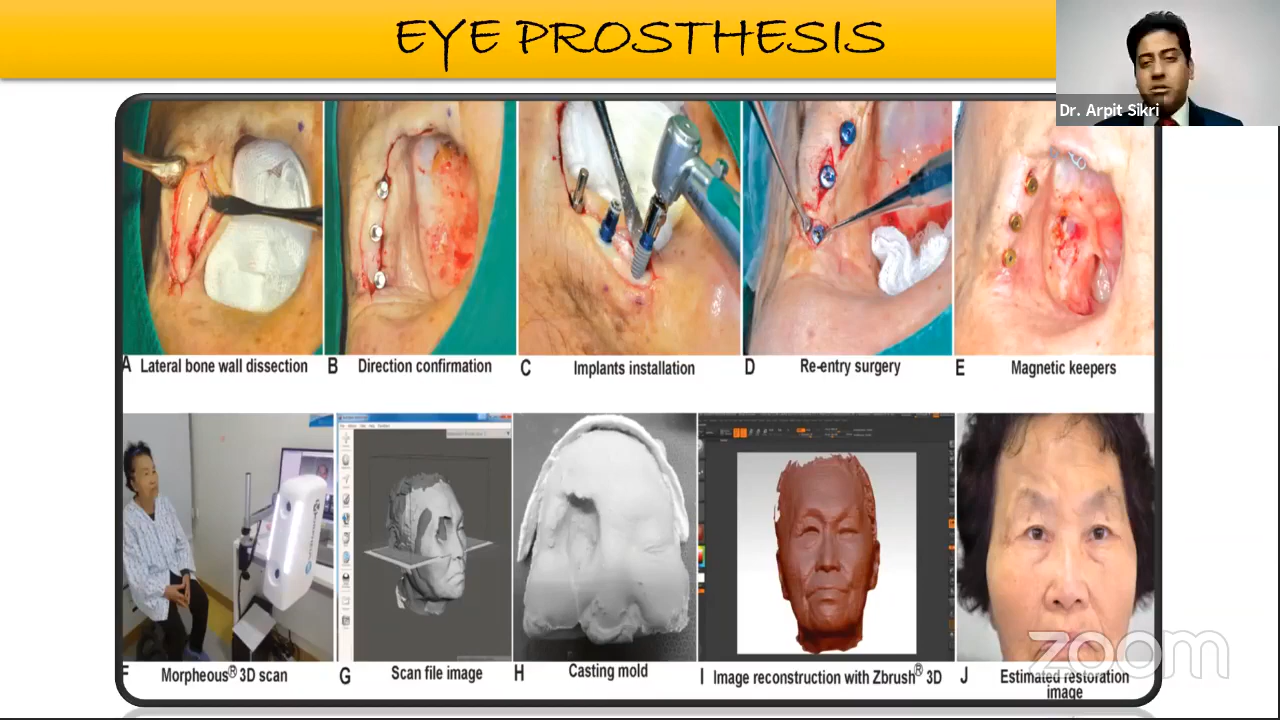 EYE PROSTHESIS
Dr. Arpit Sikri
A Lateral bone wall dissection
B Direction confirmation
C Implants installation
D Re-entry surgery
E Magnetic keepers
F Morpheous® 3D scan
G Scan file image
H Casting mold
I Image reconstruction with Zbrush® 3D
J Estimated restoration
image
zoom